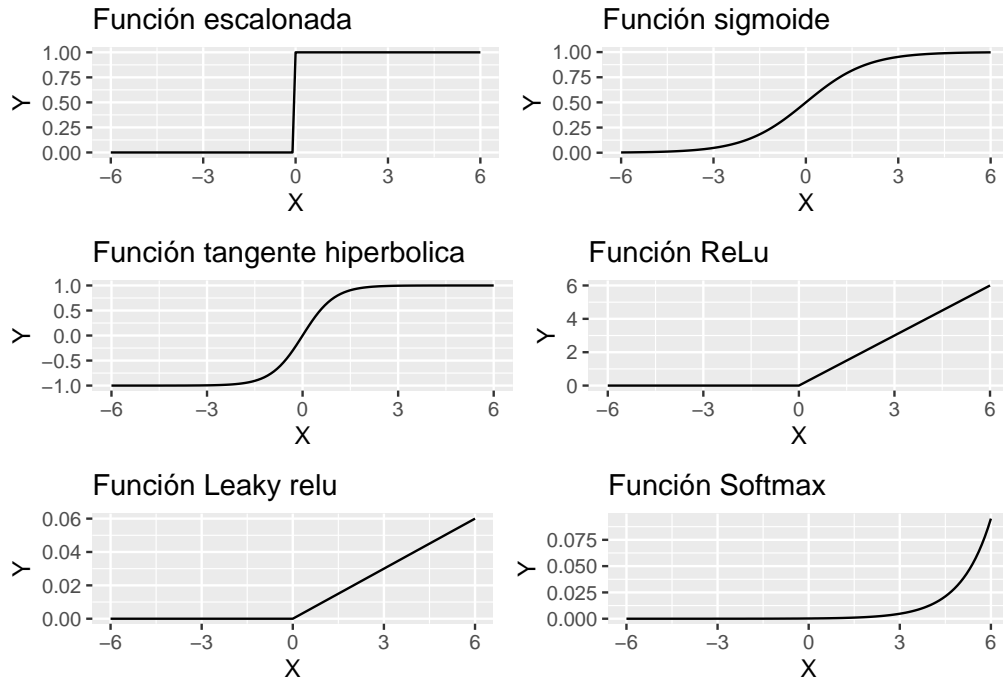 Función escalonada
1.00
0.75
0.50
0.25
0.00
Y
−6 −3 0 3 6
X
Función sigmoide
1.00
0.75
0.50
0.25
0.00
Y
−6 −3 0 3 6
X
Función tangente hiperbolica
1.0
0.5
0.0
−0.5
−1.0
Y
−6 −3 0 3 6
X
Función ReLu
6
4
2
0
Y
−6 −3 0 3 6
X
Función Leaky relu
0.06
0.04
0.02
0.00
Y
−6 −3 0 3 6
X
Función Softmax
0.075
0.050
0.025
0.000
Y
−6 −3 0 3 6
X